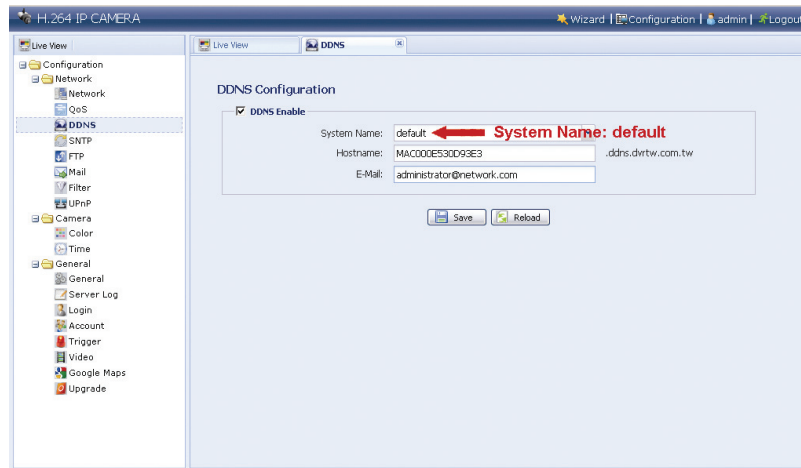 H.264 IP CAMERA
Wizard | Configuration | admin | Logout
Live View
Configuration
Network
Network
QoS
DDNS
SNTP
FTP
Mail
Filter
UPnP
Camera
Color
Time
General
General
Server Log
Login
Account
Trigger
Video
Google Maps
Upgrade
Live View
DDNS
DDNS Configuration
DDNS Enable
System Name: default System Name: default
Hostname: MAC000E530D93E3 .ddns.dvrtw.com.tw
E-Mail: administrator@network.com
Save Reload